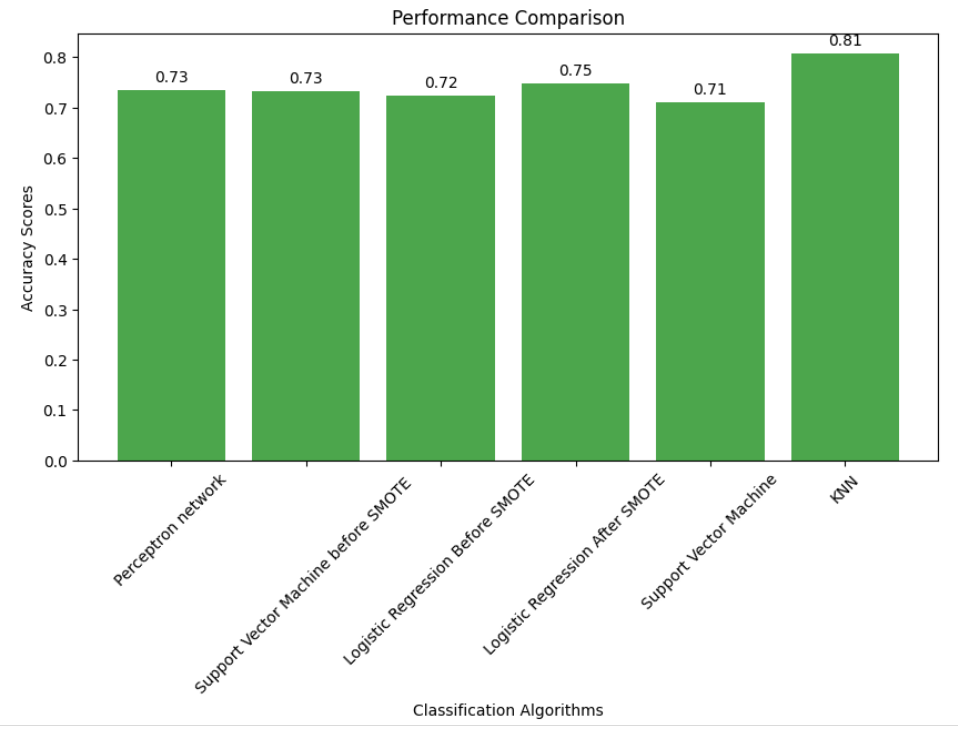 Performance Comparison
Accuracy Scores
0.8
0.7
0.6
0.5
0.4
0.3
0.2
0.1
0.0
0.73
0.73
0.72
0.75
0.71
0.81
Perceptron network
Support Vector Machine before SMOTE
Logistic Regression Before SMOTE
Logistic Regression After SMOTE
Support Vector Machine
KNN
Classification Algorithms